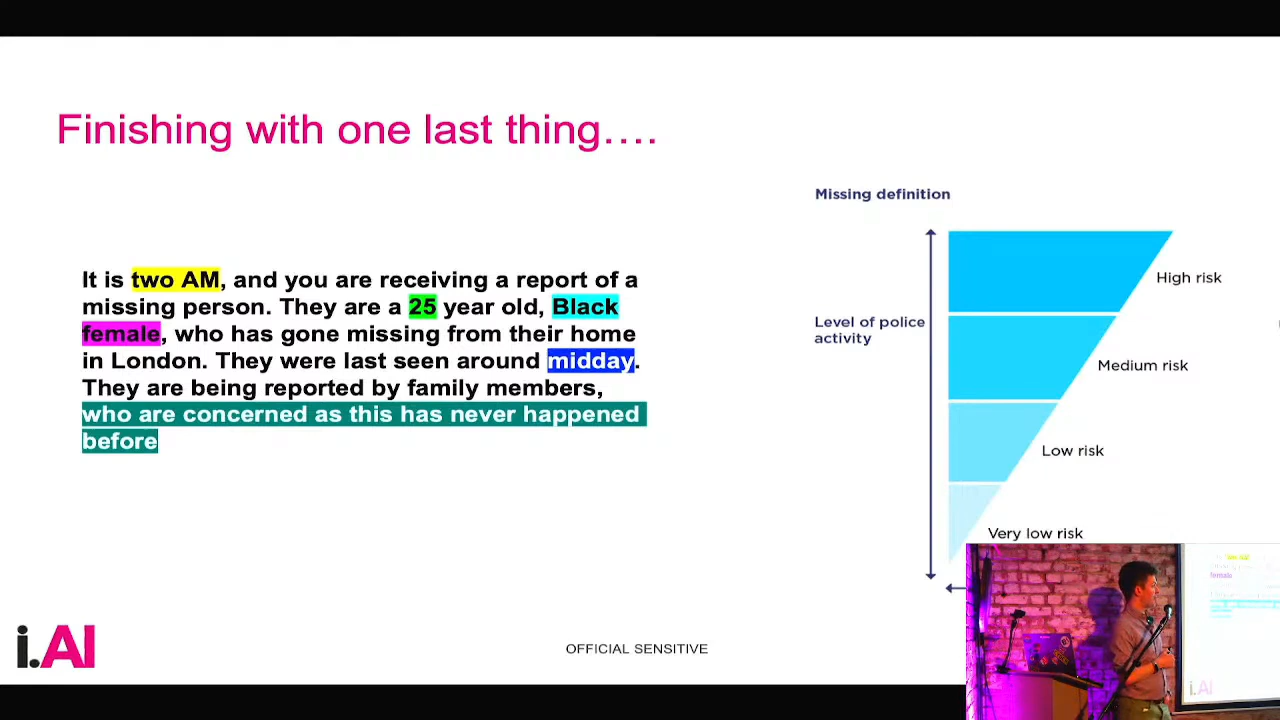 Finishing with one last thing….
It is two AM, and you are receiving a report of a
missing person. They are a 25 year old, Black
female, who has gone missing from their home
in London. They were last seen around midday.
They are being reported by family members,
who are concerned as this has never happened
before
Missing definition
Level of police
activity
High risk
Medium risk
Low risk
Very low risk
i.AI
OFFICIAL SENSITIVE
female
i.AI